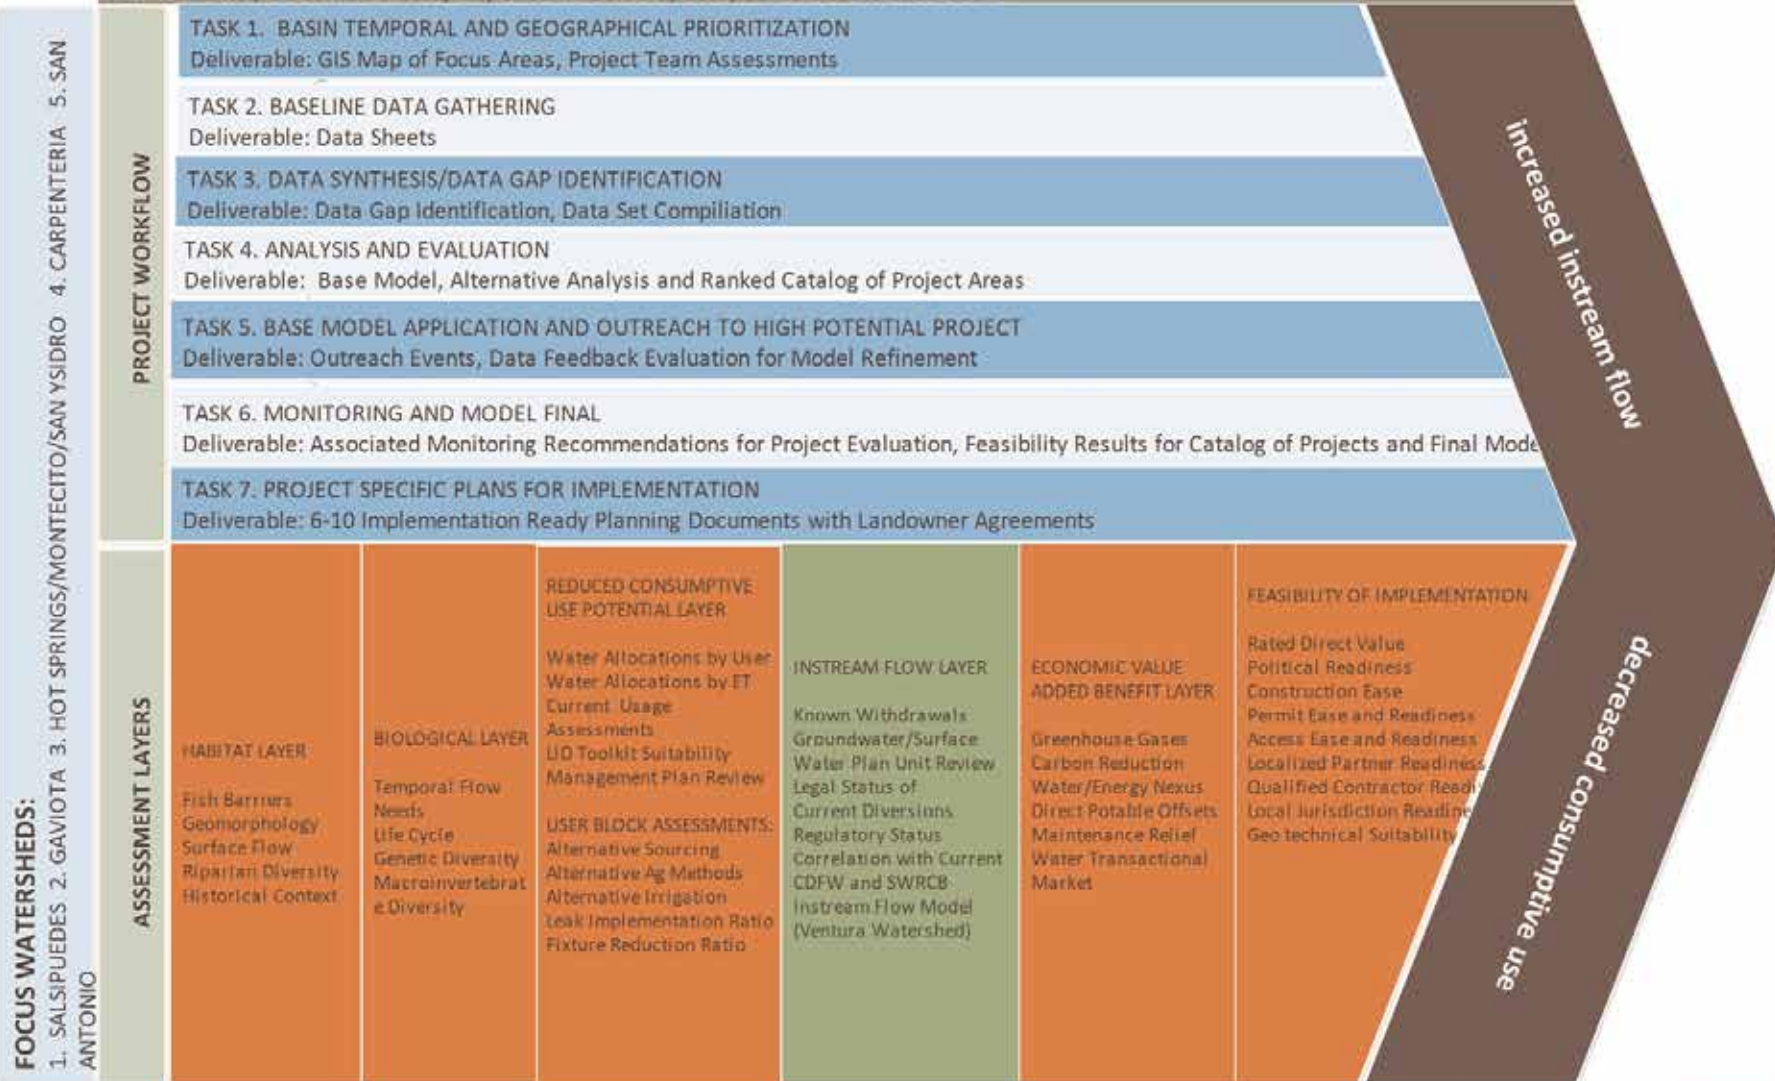 FOCUS WATERSHEDS:
1. SALSIPUEDES 2. GAVIOTA 3. HOT SPRINGS/MONTECITO/SAN YSIDRO 4. CARPENTERIA 5. SAN
ANTONIO
PROJECT WORKFLOW
TASK 1. BASIN TEMPORAL AND GEOGRAPHICAL PRIORITIZATION
Deliverable: GIS Map of Focus Areas, Project Team Assessments
TASK 2. BASELINE DATA GATHERING
Deliverable: Data Sheets
TASK 3. DATA SYNTHESIS/DATA GAP IDENTIFICATION
Deliverable: Data Gap Identification, Data Set Compiliation
TASK 4. ANALYSIS AND EVALUATION
Deliverable: Base Model, Alternative Analysis and Ranked Catalog of Project Areas
TASK 5. BASE MODEL APPLICATION AND OUTREACH TO HIGH POTENTIAL PROJECT
Deliverable: Outreach Events, Data Feedback Evaluation for Model Refinement
TASK 6. MONITORING AND MODEL FINAL
Deliverable: Associated Monitoring Recommendations for Project Evaluation, Feasibility Results for Catalog of Projects and Final Mode
TASK 7. PROJECT SPECIFIC PLANS FOR IMPLEMENTATION
Deliverable: 6-10 Implementation Ready Planning Documents with Landowner Agreements
ASSESSMENT LAYERS
HABITAT LAYER
Fish Barriers
Geomorphology
Surface Flow
Riparian Diversity
Historical Context
BIOLOGICAL LAYER
Temporal Flow
Needs
Life Cycle
Genetic Diversity
Macroinvertebrat
e Diversity
REDUCED CONSUMPTIVE
USE POTENTIAL LAYER
Water Allocations by User
Water Allocations by ET
Current Usage
Assessments
LID Toolkit Suitability
Management Plan Review
USER BLOCK ASSESSMENTS:
Alternative Sourcing
Alternative Ag Methods
Alternative Irrigation
Leak Implementation Ratio
Fixture Reduction Ratio
INSTREAM FLOW LAYER
Known Withdrawals
Groundwater/Surface
Water Plan Unit Review
Legal Status of
Current Diversions
Regulatory Status
Correlation with Current
CDFW and SWRCB
Instream Flow Model
(Ventura Watershed)
ECONOMIC VALUE
ADDED BENEFIT LAYER
Greenhouse Gases
Carbon Reduction
Water/Energy Nexus
Direct Potable Offsets
Maintenance Relief
Water Transactional
Market
FEASIBILITY OF IMPLEMENTATION
Rated Direct Value
Political Readiness
Construction Ease
Permit Ease and Readiness
Access Ease and Readiness
Localized Partner Readiness
Qualified Contractor Readi
Local Jurisdiction Readine
Geo technical Suitability
increased instream flow
decreased consumptive use